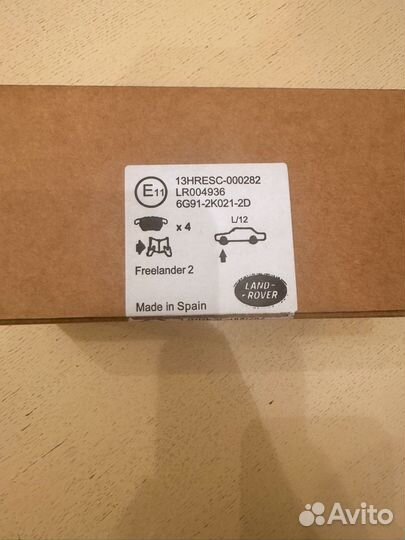 E11
13HRESC-000282
LR004936
6G91-2K021-2D
x 4
L/12
Freelander 2
Made in Spain
LAND-
-ROVER
Avito